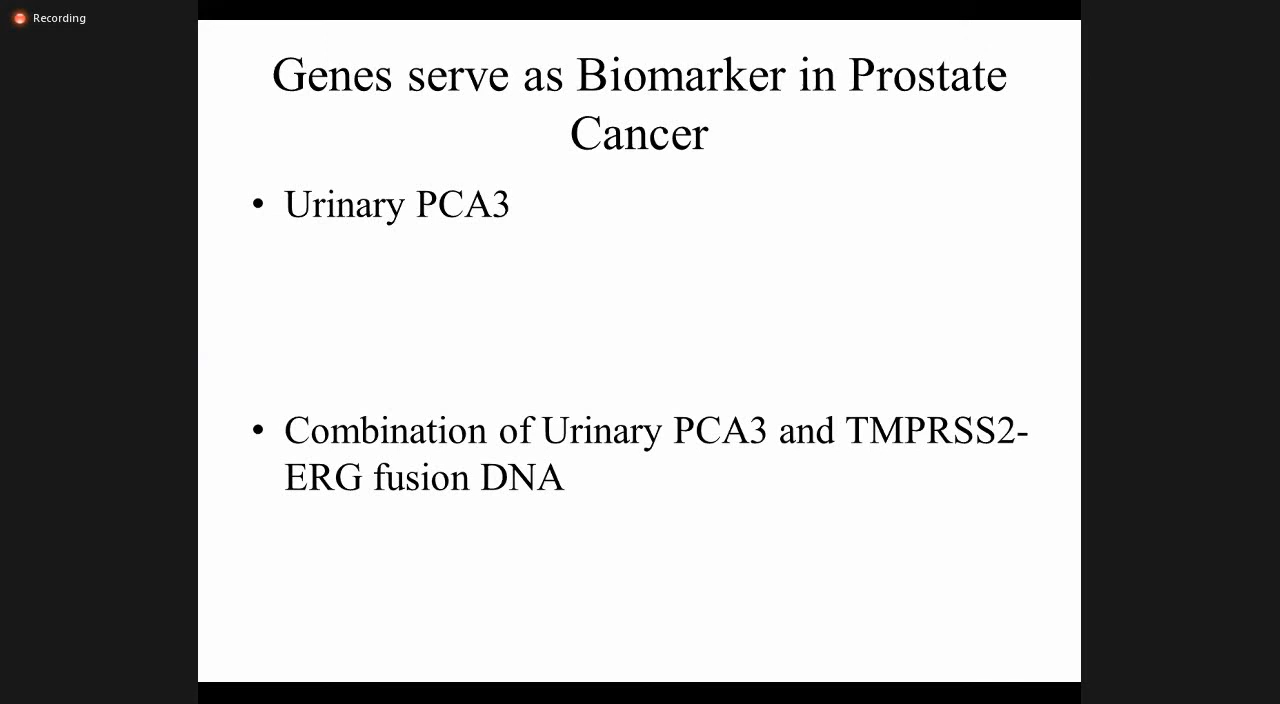 Recording
Genes serve as Biomarker in Prostate
Cancer
• Urinary PCA3
• Combination of Urinary PCA3 and TMPRSS2-
ERG fusion DNA